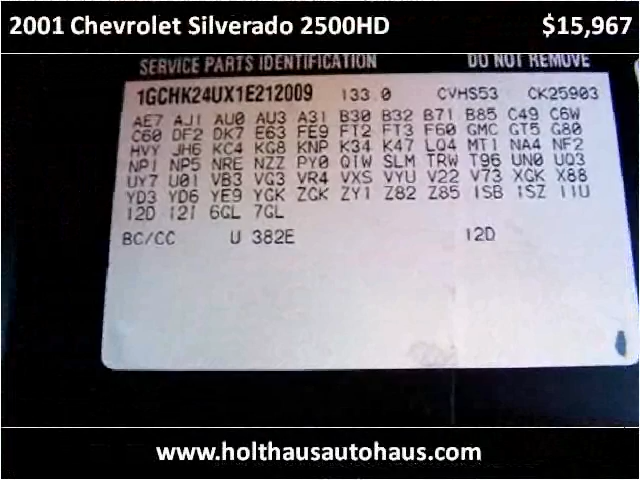 2001 Chevrolet Silverado 2500HD $15,967
SERVICE PARTS IDENTIFICATION DO NOT REMOVE
1GCHK24UX1E212009 133.0 CVHS53 CK25903
AE7 AJ1 AU0 AU3 A31 B30 B32 B71 B85 C49 C6W
C60 DF2 DK7 E63 FE9 FT2 FT3 F60 GMC GT5 G80
HVY JH6 KC4 KG8 KNP K34 K47 LQ4 MT1 NA4 NF2
NP1 NP5 NRE NZZ PY0 QIW SLM TRW T96 UN0 UQ3
UY7 U01 VB3 VG3 VR4 VXS VYU V22 V73 XGK X88
YD3 YD6 YE9 YGK ZGK ZY1 Z82 Z85 1SB 1SZ 11U
12D 12I 6GL 7GL
BC/CC U 382E 12D
www.holthausautohaus.com